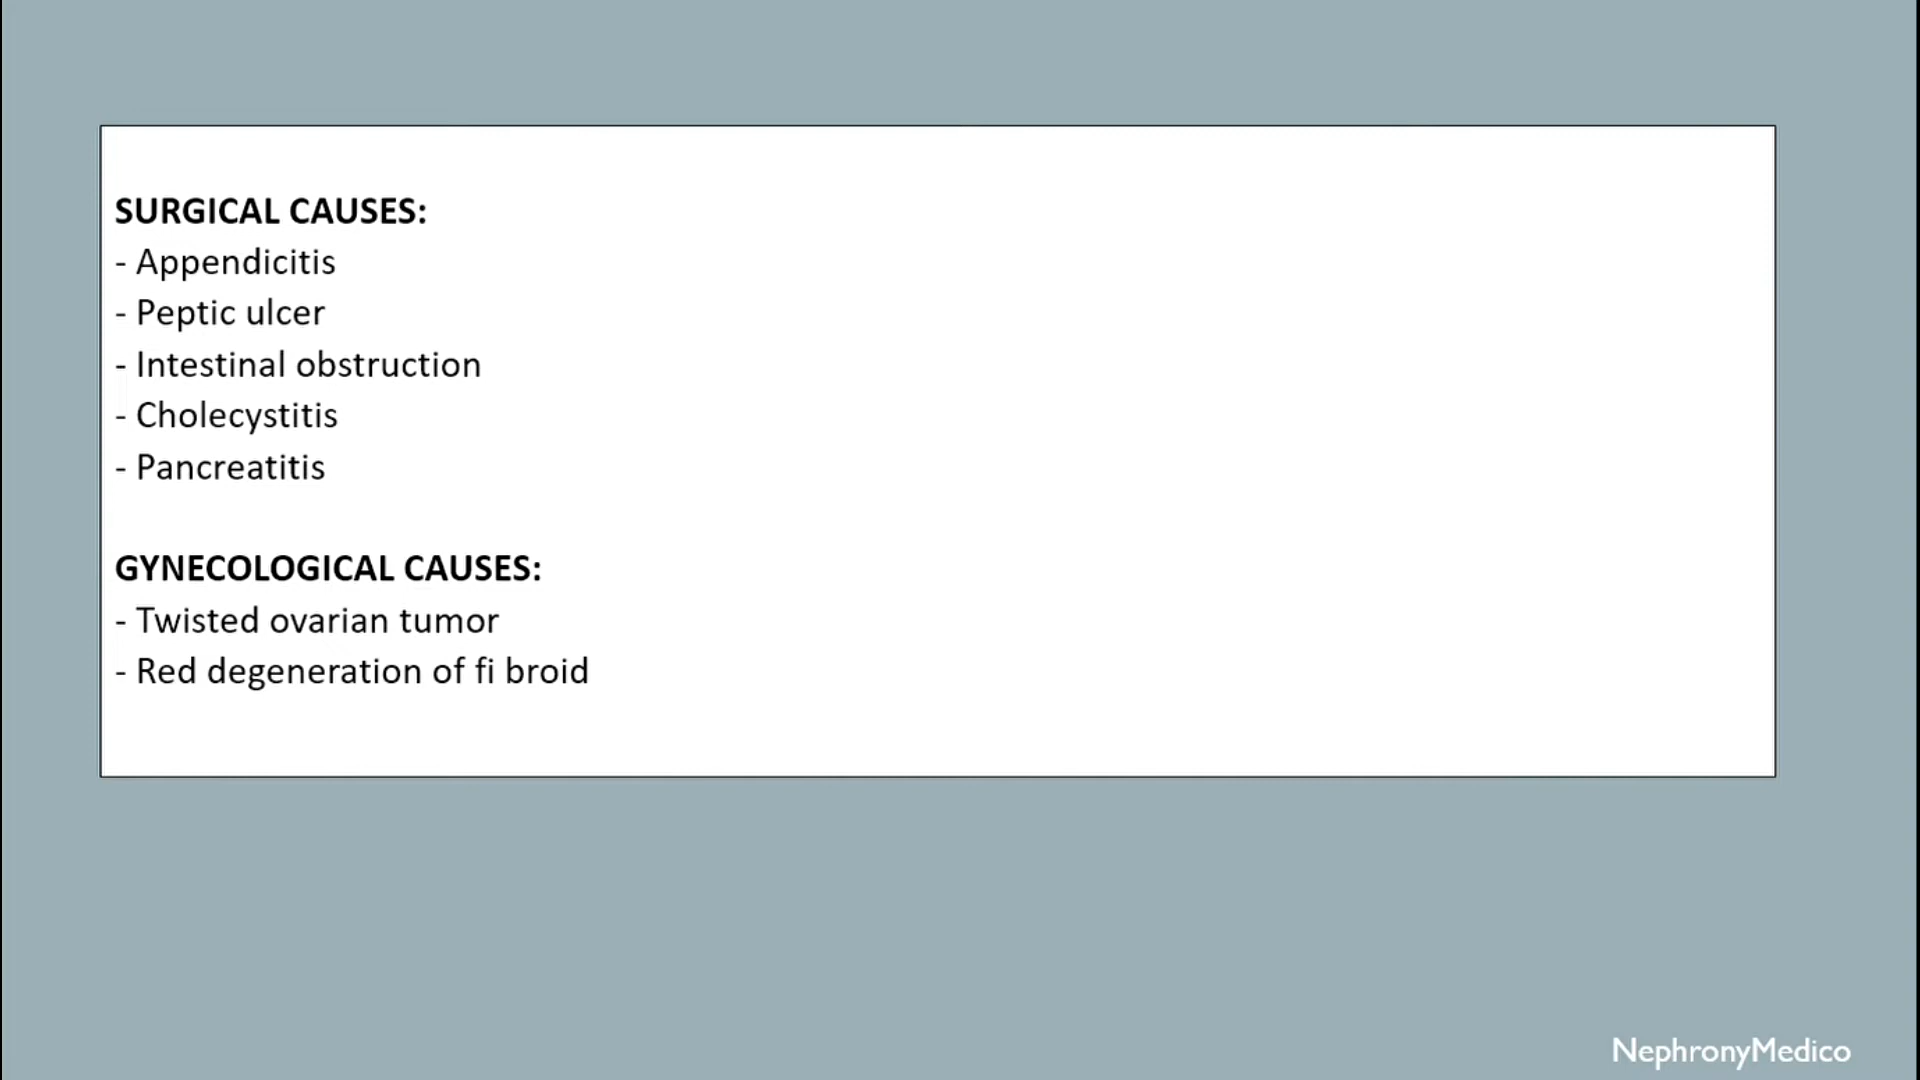 SURGICAL CAUSES:
- Appendicitis
- Peptic ulcer
- Intestinal obstruction
- Cholecystitis
- Pancreatitis
GYNECOLOGICAL CAUSES:
- Twisted ovarian tumor
- Red degeneration of fi broid
NephronyMedico